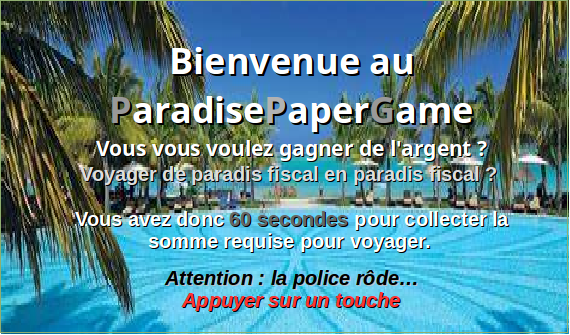 Bienvenue au
ParadisePaperGame
Vous vous voulez gagner de l'argent ?
Voyager de paradis fiscal en paradis fiscal ?
Vous avez donc 60 secondes pour collecter la
somme requise pour voyager.
Attention : la police rôde...
Appuyer sur un touche